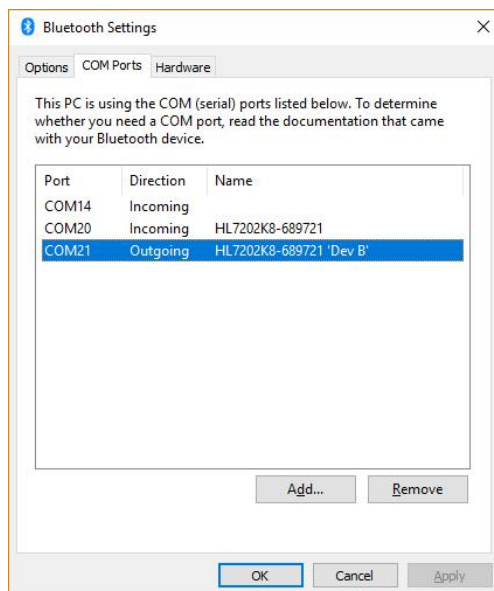 Bluetooth Settings
Options COM Ports Hardware
This PC is using the COM (serial) ports listed below. To determine
whether you need a COM port, read the documentation that came
with your Bluetooth device.
Port Direction Name
COM14 Incoming
COM20 Incoming HL7202K8-689721
COM21 Outgoing HL7202K8-689721 'Dev B'
Add... Remove
OK Cancel Apply